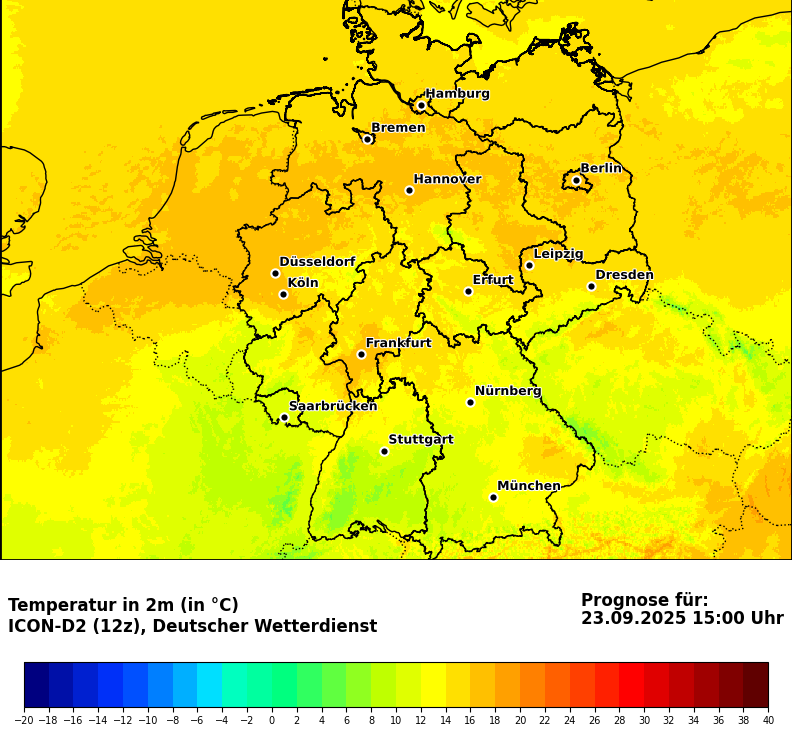 Hamburg
Bremen
Berlin
Hannover
Leipzig
Düsseldorf
Dresden
Köln
Erfurt
Frankfurt
Nürnberg
Saarbrücken
Stuttgart
München
Temperatur in 2m (in °C)
ICON-D2 (12z), Deutscher Wetterdienst
Prognose für:
23.09.2025 15:00 Uhr
−20 −18 −16 −14 −12 −10 −8 −6 −4 −2 0 2 4 6 8 10 12 14 16 18 20 22 24 26 28 30 32 34 36 38 40